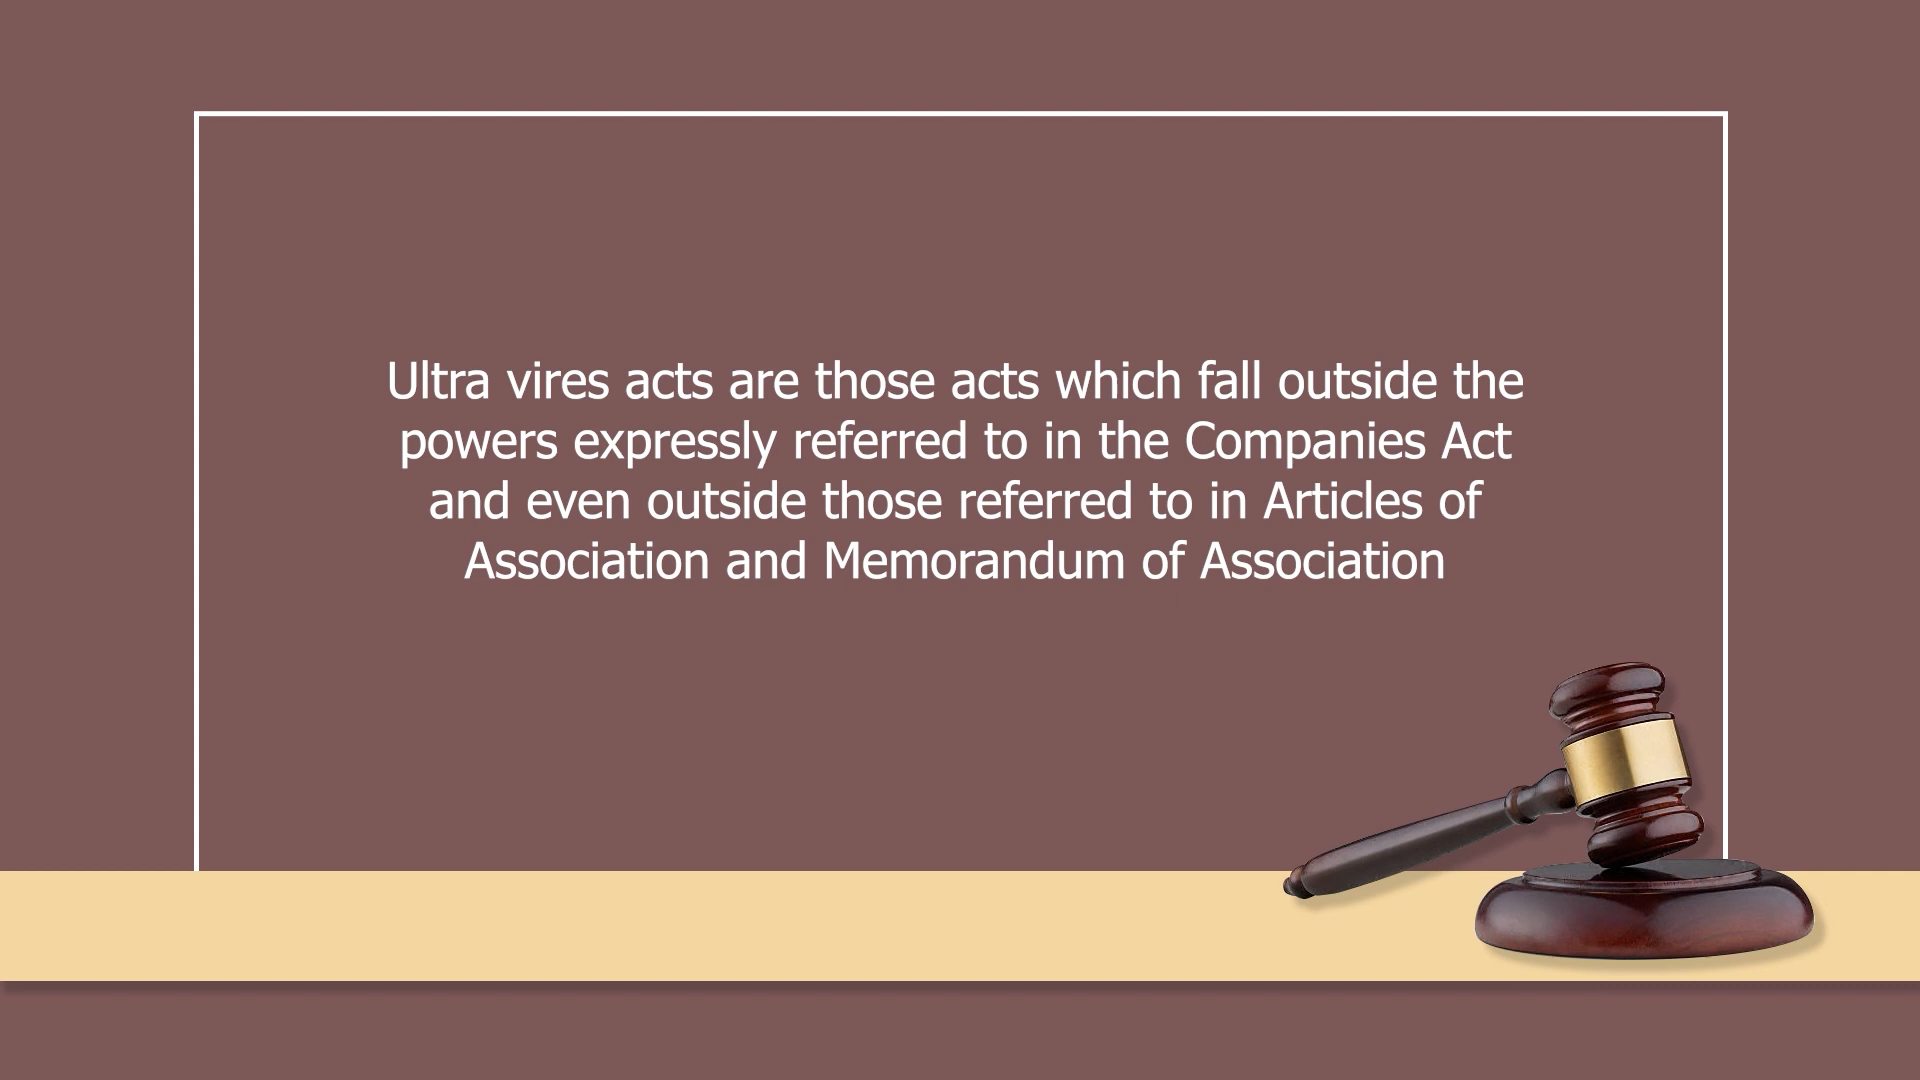 Ultra vires acts are those acts which fall outside the
powers expressly referred to in the Companies Act
and even outside those referred to in Articles of
Association and Memorandum of Association